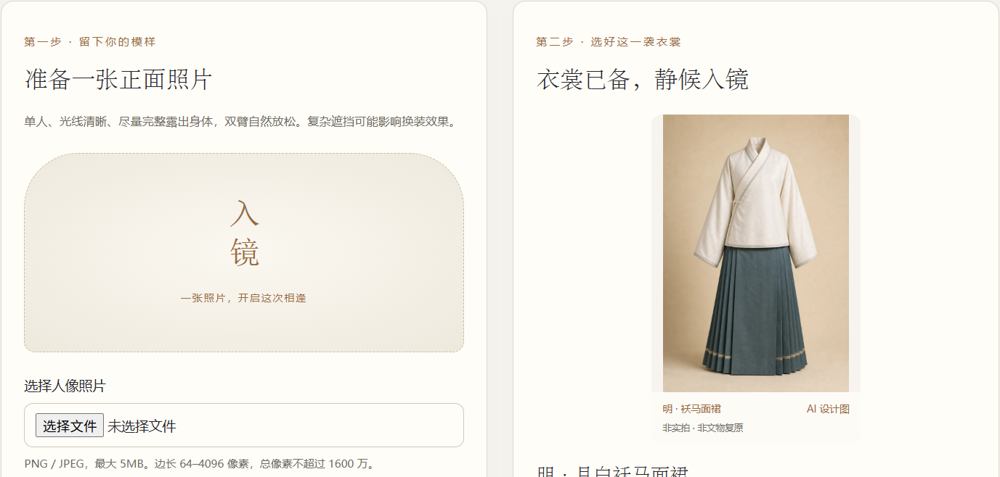 第一步 · 留下你的模样
准备一张正面照片
单人、光线清晰、尽量完整露出身体，双臂自然放松。复杂遮挡可能影响换装效果。
入
镜
一张照片，开启这次相逢
选择人像照片
选择文件 未选择文件
PNG / JPEG，最大 5MB。边长 64–4096 像素，总像素不超过 1600 万。
第二步 · 选好这一袭衣裳
衣裳已备，静候入镜
明 · 袄马面裙 AI 设计图
非实拍 · 非文物复原
明 · 月白袄马面裙